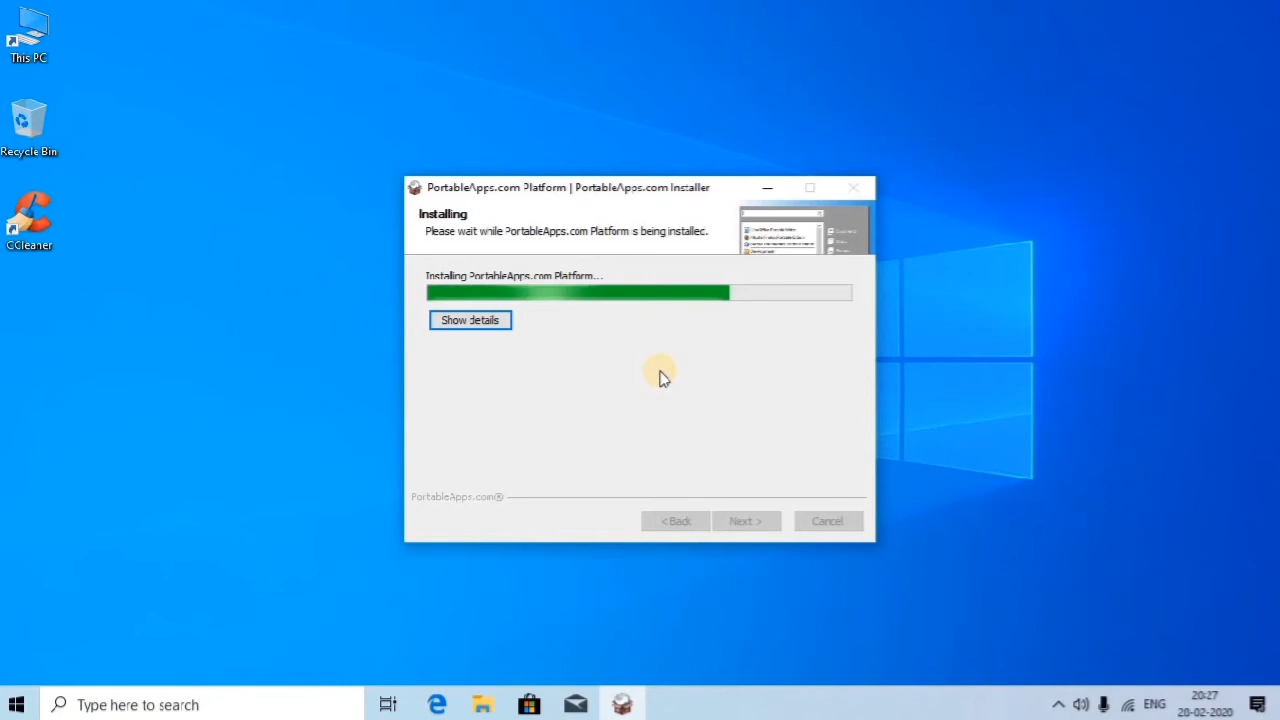 This PC
Recycle Bin
CCleaner
PortableApps.com Platform | PortableApps.com Installer
Installing
Please wait while PortableApps.com Platform is being installed.
Installing PortableApps.com Platform...
Show details
PortableApps.com®
< Back
Next >
Cancel
Type here to search
ENG
20:27
28-02-2020